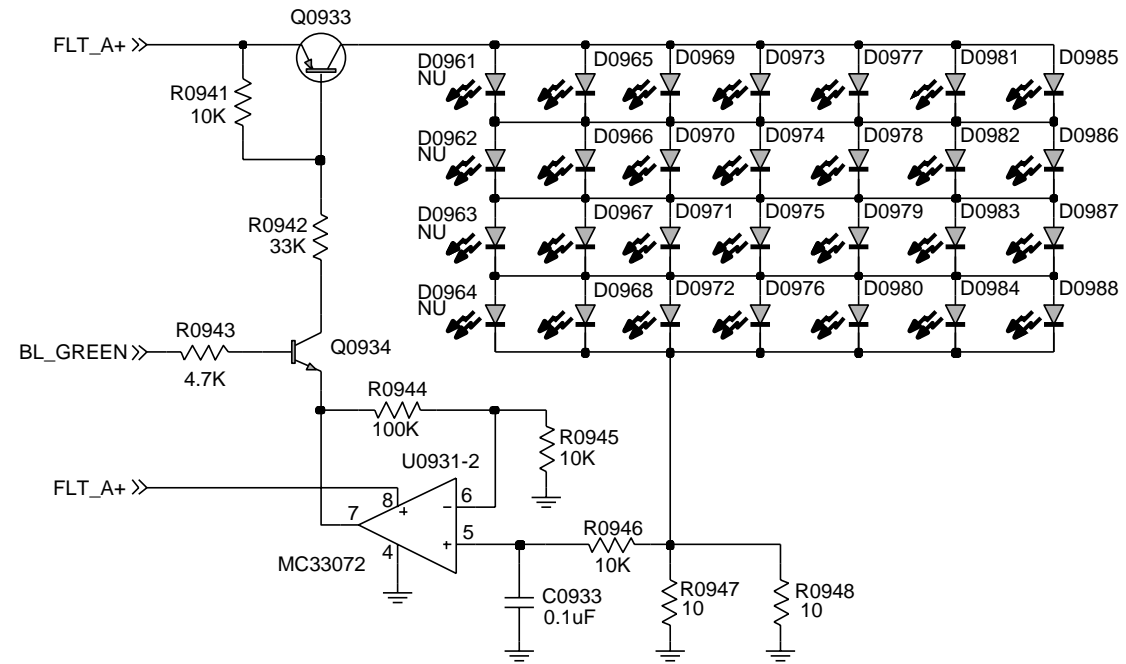 Q0933
FLT_A+
R0941
10K
D0961
NU
D0965
D0969
D0973
D0977
D0981
D0985
D0962
NU
D0966
D0970
D0974
D0978
D0982
D0986
R0942
33K
D0963
NU
D0967
D0971
D0975
D0979
D0983
D0987
D0964
NU
D0968
D0972
D0976
D0980
D0984
D0988
BL_GREEN
R0943
4.7K
Q0934
R0944
100K
R0945
10K
U0931-2
FLT_A+
8
+
6
-
7
5
+
4
MC33072
R0946
10K
C0933
0.1uF
R0947
10
R0948
10